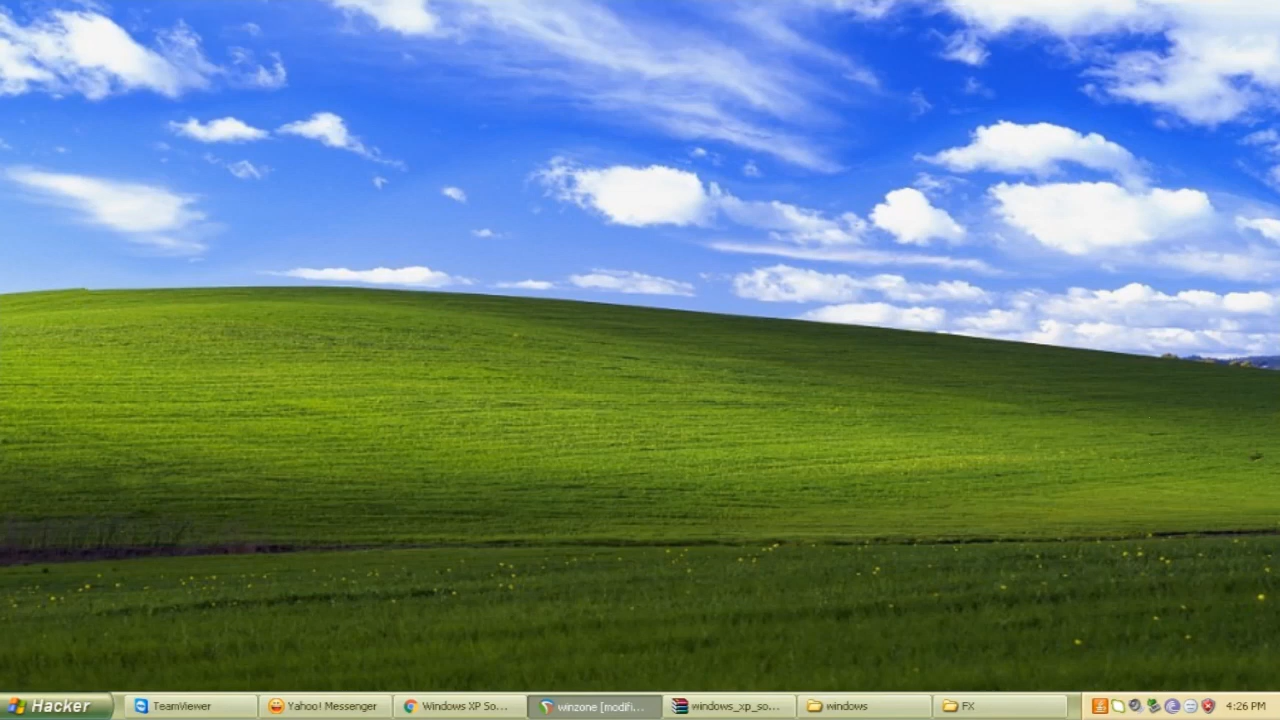 Hacker
TeamViewer
Yahoo! Messenger
Windows XP So...
winzone [modifi...
windows_xp_so...
windows
FX
4:26 PM